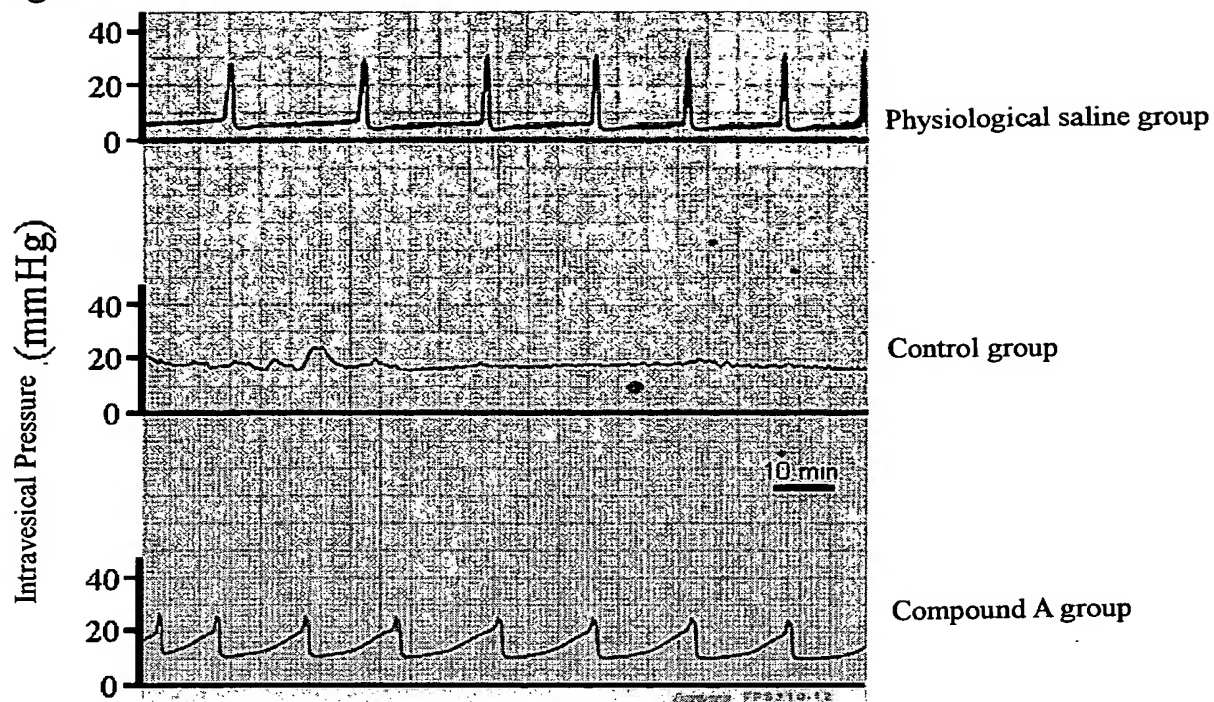 40
20
0
Physiological saline group
Intravesical Pressure (mmHg)
40
20
0
Control group
10 min
40
20
0
Compound A group